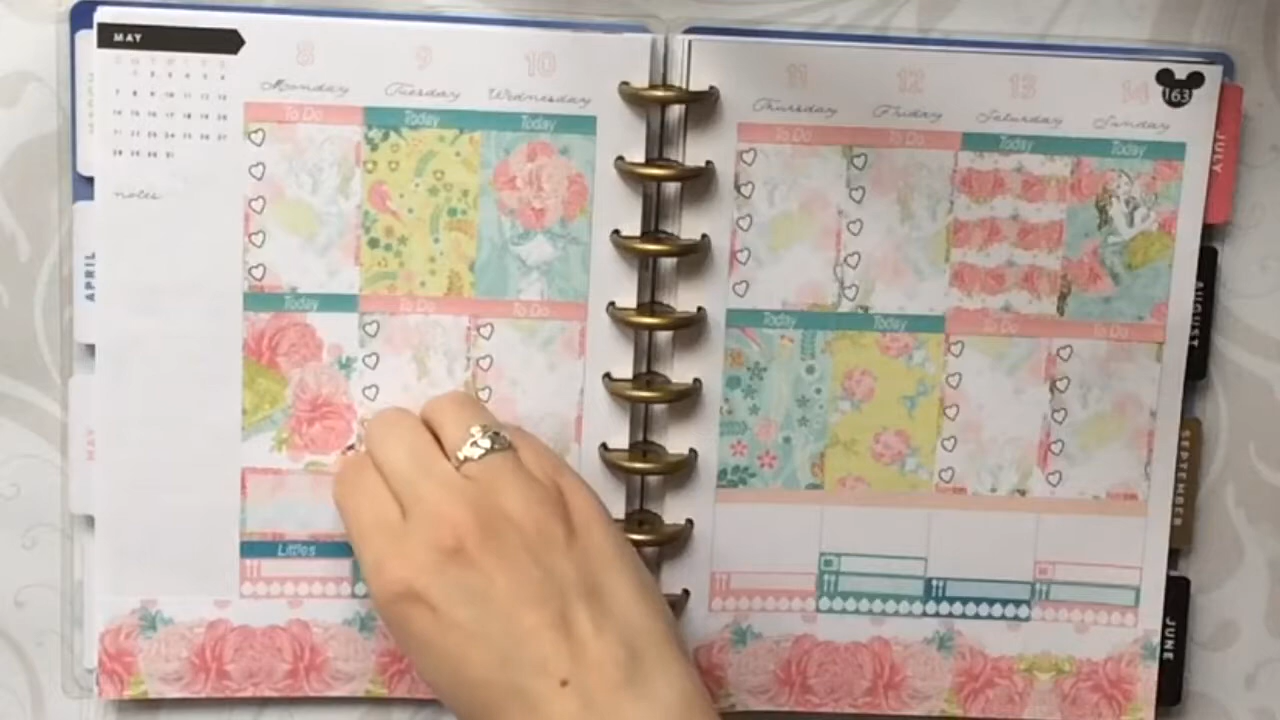 MAY
notes
8
9
10
Monday
Tuesday
Wednesday
To Do
Today
Today
Today
To Do
To Do
Littles
11
12
13
14
163
Thursday
Friday
Saturday
Sunday
To Do
To Do
Today
Today
Today
Today
To Do
To Do
APRIL
MAY
JULY
AUGUST
SEPTEMBER
JUNE